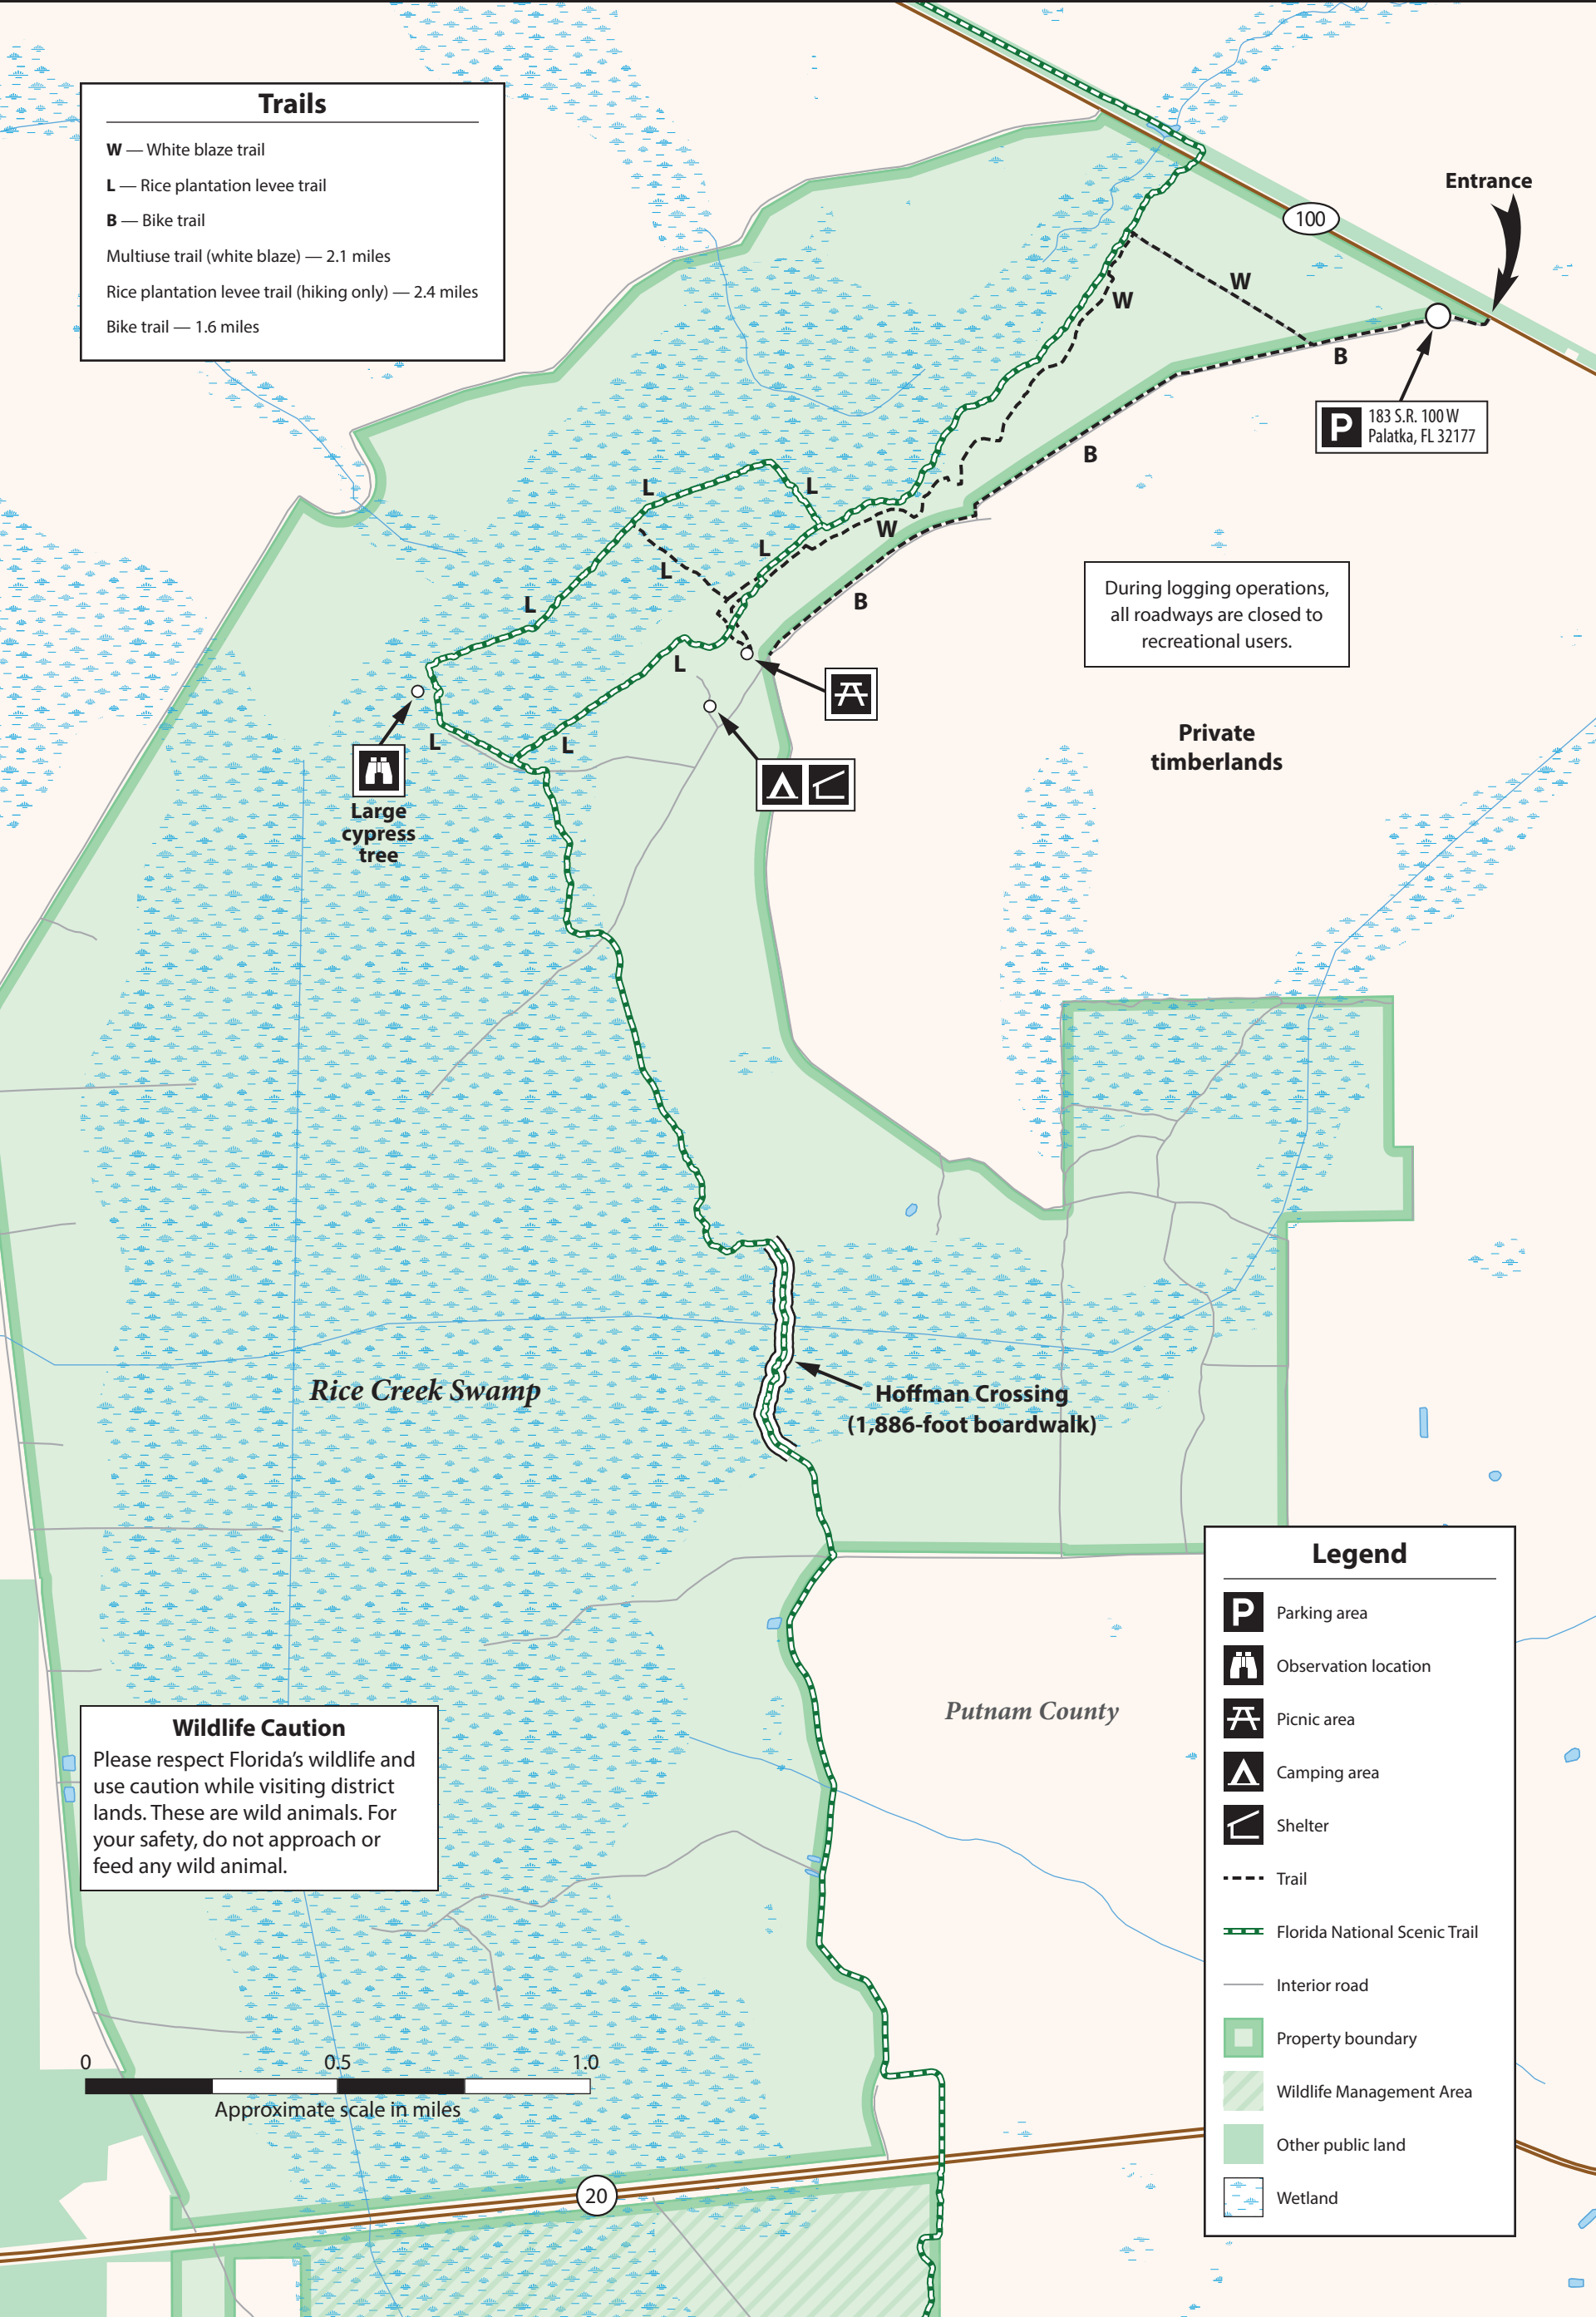 Trails
W — White blaze trail
L — Rice plantation levee trail
B — Bike trail
Multiuse trail (white blaze) — 2.1 miles
Rice plantation levee trail (hiking only) — 2.4 miles
Bike trail — 1.6 miles
Entrance
100
W
W
B
P
183 S.R. 100 W
Palatka, FL 32177
B
L
L
W
L
L
L
B
During logging operations,
all roadways are closed to
recreational users.
L
L
L
Private
timberlands
Large
cypress
tree
Rice Creek Swamp
Hoffman Crossing
(1,886-foot boardwalk)
Putnam County
Wildlife Caution
Please respect Florida’s wildlife and
use caution while visiting district
lands. These are wild animals. For
your safety, do not approach or
feed any wild animal.
0 0.5 1.0
Approximate scale in miles
20
Legend
P Parking area
Observation location
Picnic area
Camping area
Shelter
Trail
Florida National Scenic Trail
Interior road
Property boundary
Wildlife Management Area
Other public land
Wetland